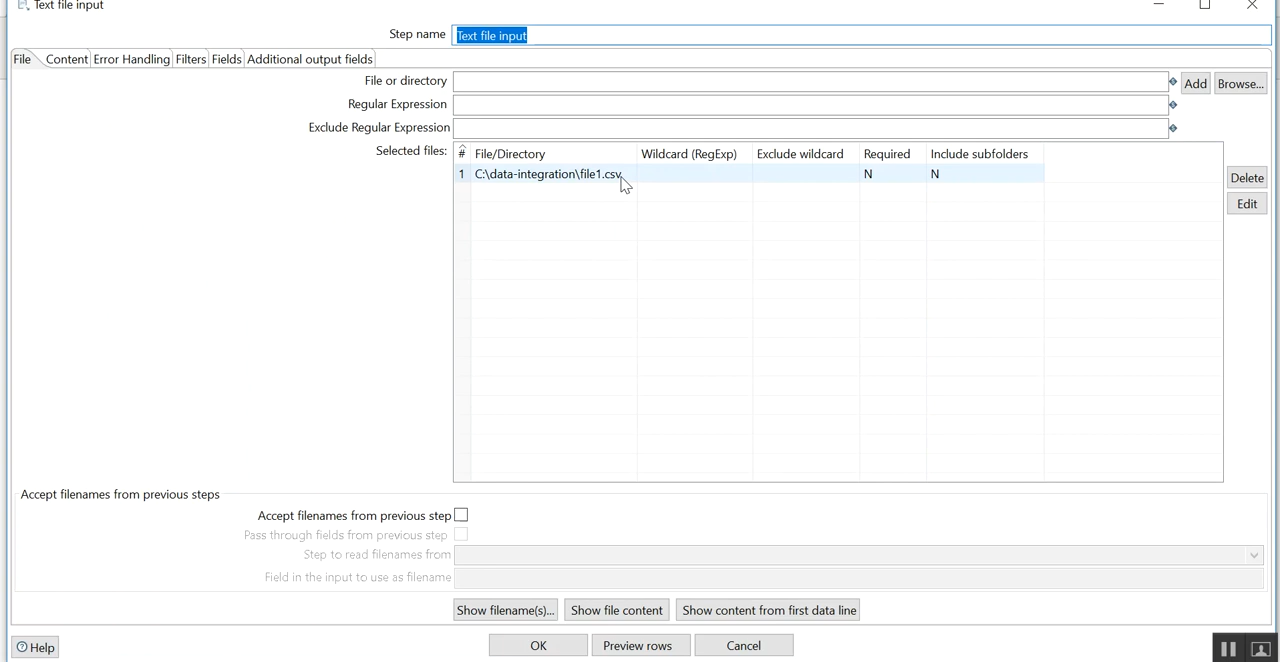 Text file input
Step name Text file input
File Content Error Handling Filters Fields Additional output fields
File or directory Add Browse...
Regular Expression
Exclude Regular Expression
Selected files: # File/Directory Wildcard (RegExp) Exclude wildcard Required Include subfolders
1 C:\data-integration\file1.csv N N
Delete
Edit
Accept filenames from previous steps
Accept filenames from previous step
Pass through fields from previous step
Step to read filenames from
Field in the input to use as filename
Show filename(s)... Show file content Show content from first data line
Help OK Preview rows Cancel